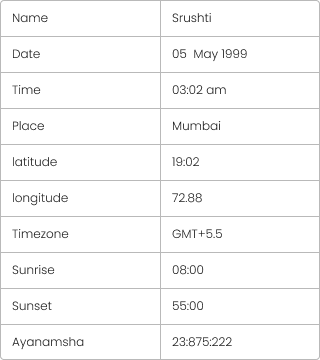 Name Srushti
Date 05 May 1999
Time 03:02 am
Place Mumbai
latitude 19:02
longitude 72.88
Timezone GMT+5.5
Sunrise 08:00
Sunset 55:00
Ayanamsha 23:875:222